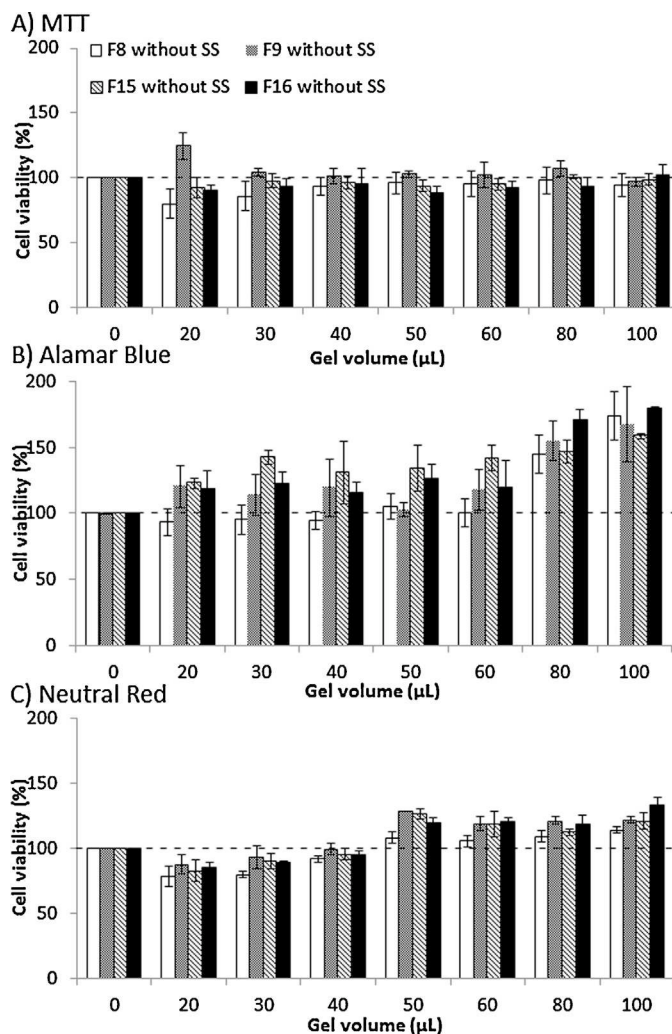 A) MTT
200
F8 without SS F9 without SS
F15 without SS F16 without SS
150
100
50
0
Cell viability (%)
0 20 30 40 50 60 80 100
Gel volume (µL)
B) Alamar Blue
200
150
100
50
0
Cell viability (%)
0 20 30 40 50 60 80 100
Gel volume (µL)
C) Neutral Red
200
150
100
50
0
Cell viability (%)
0 20 30 40 50 60 80 100
Gel volume (µL)